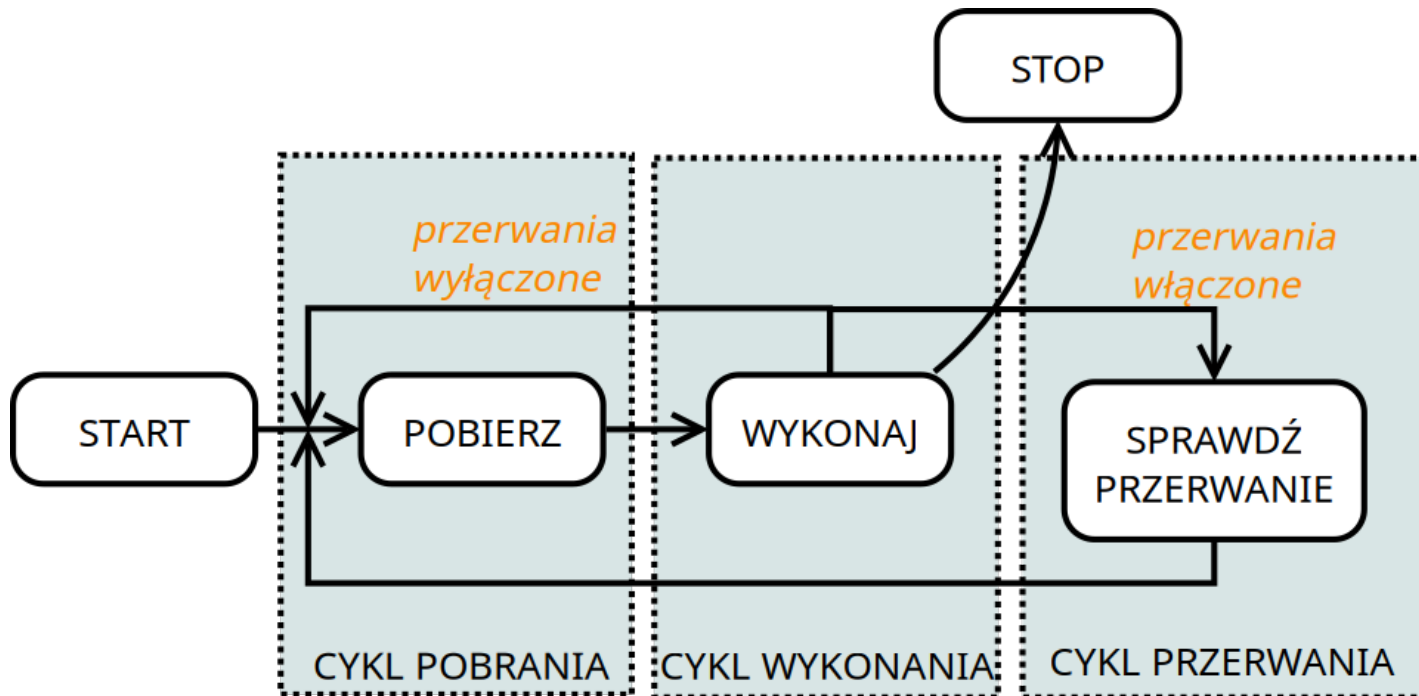 STOP
przerwania
wyłączone
przerwania
włączone
START
POBIERZ
WYKONAJ
SPRAWDŹ
PRZERWANIE
CYKL POBRANIA
CYKL WYKONANIA
CYKL PRZERWANIA